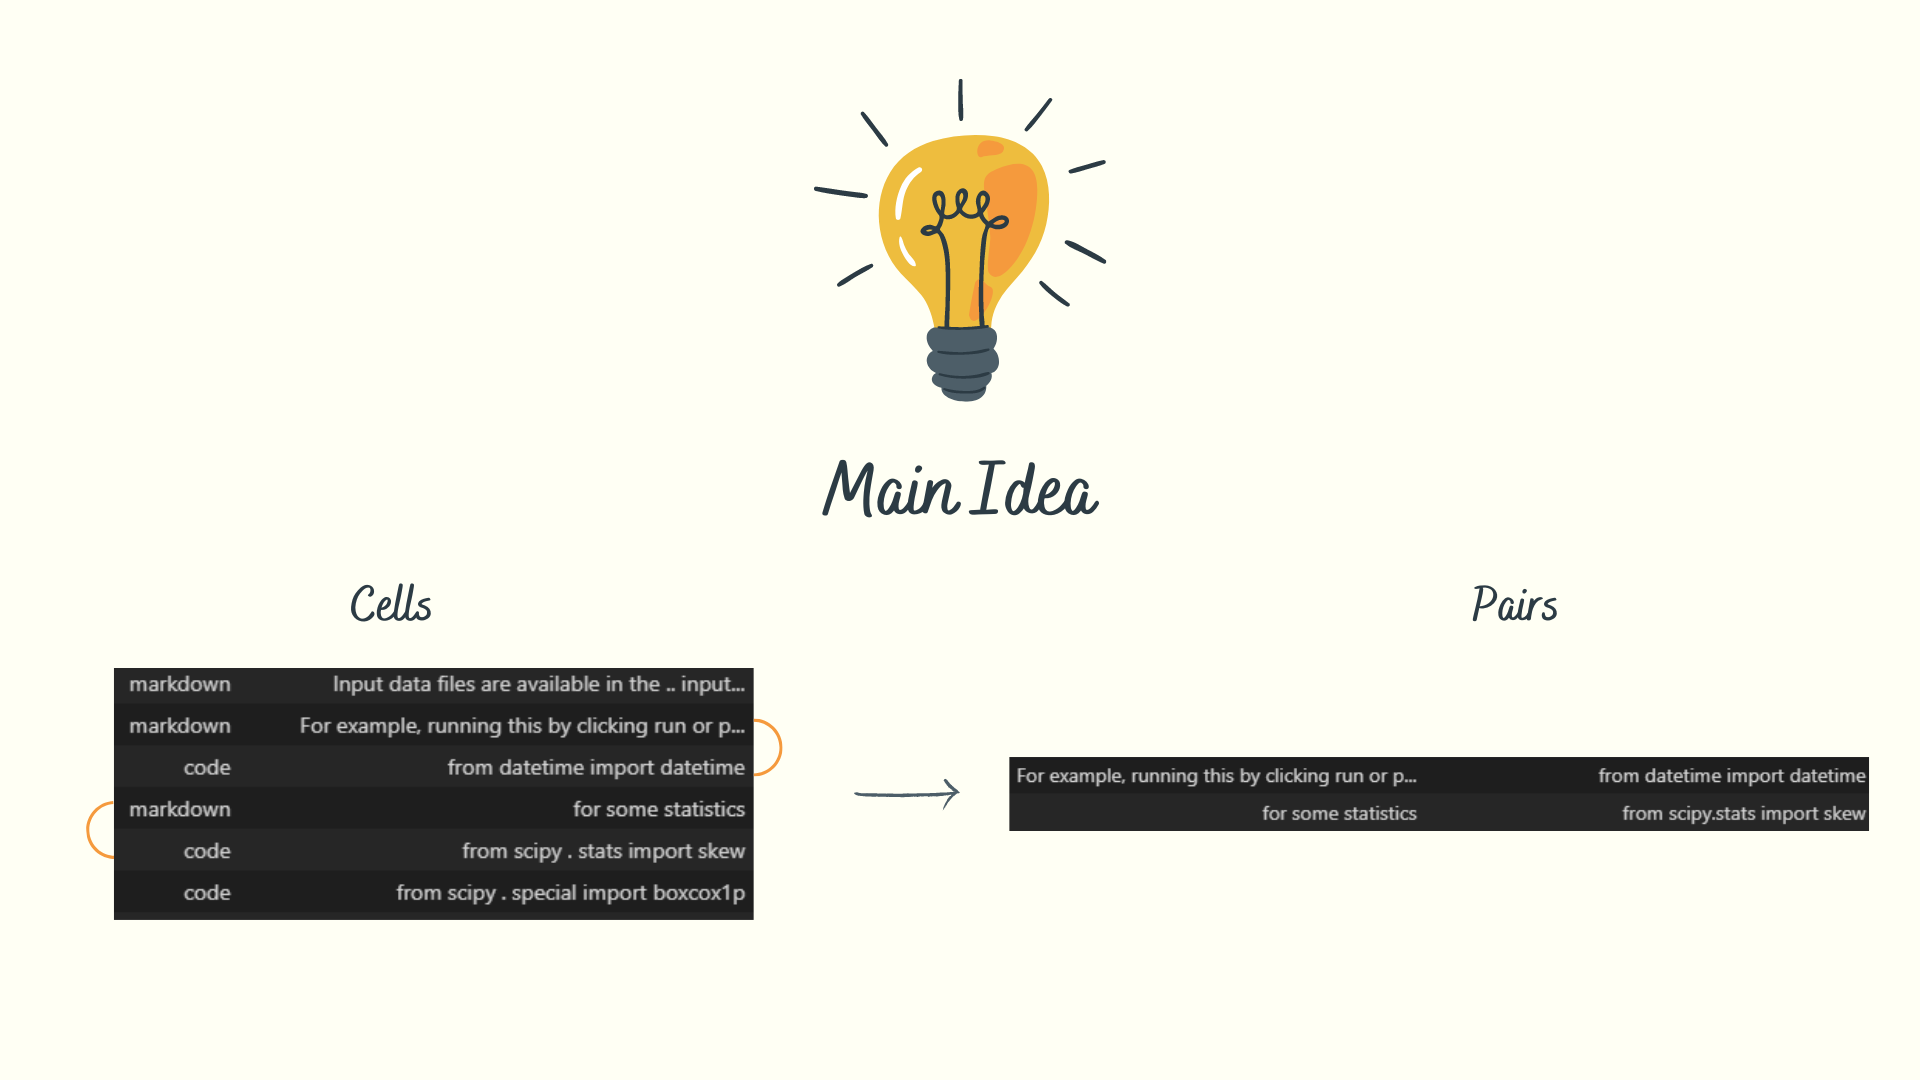 Main Idea
Cells
markdown Input data files are available in the .. input...
markdown For example, running this by clicking run or p...
code from datetime import datetime
markdown for some statistics
code from scipy . stats import skew
code from scipy . special import boxcox1p
Pairs
For example, running this by clicking run or p... from datetime import datetime
for some statistics from scipy.stats import skew